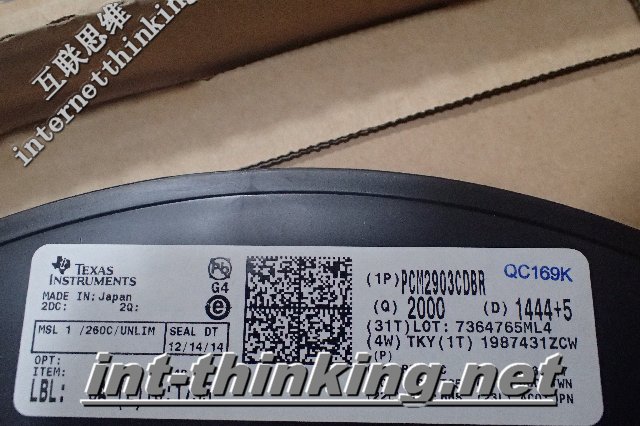 互联思维
internetthinking
TEXAS
INSTRUMENTS
MADE IN: Japan
2DC: 2Q:
MSL 1 /260C/UNLIM
SEAL DT
12/14/14
OPT:
ITEM:
LBL:
Pb
G4
e
(1P) PCM2903CDBR
QC169K
(Q) 2000 (D) 1444+5
(31T) LOT: 7364765ML4
(4W) TKY (1T) 1987431ZCW
(P)
int-thinking.net